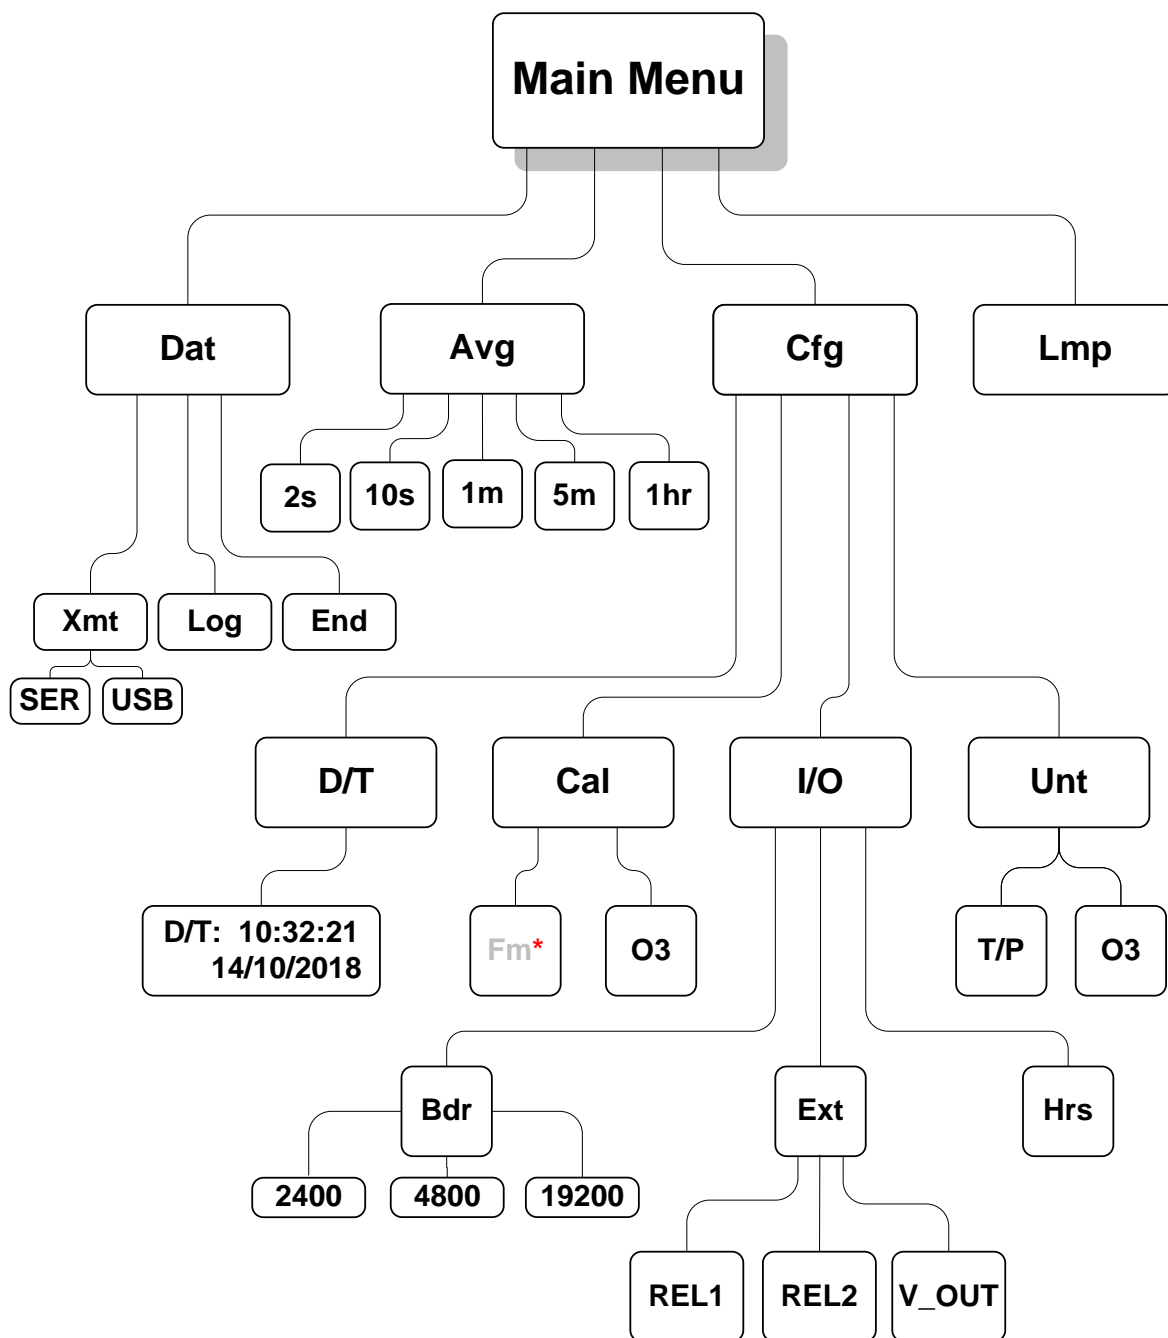 Main Menu
Dat
Avg
Cfg
Lmp
2s
10s
1m
5m
1hr
Xmt
Log
End
SER
USB
D/T
Cal
I/O
Unt
D/T: 10:32:21
14/10/2018
Fm*
O3
T/P
O3
Bdr
Ext
Hrs
2400
4800
19200
REL1
REL2
V_OUT